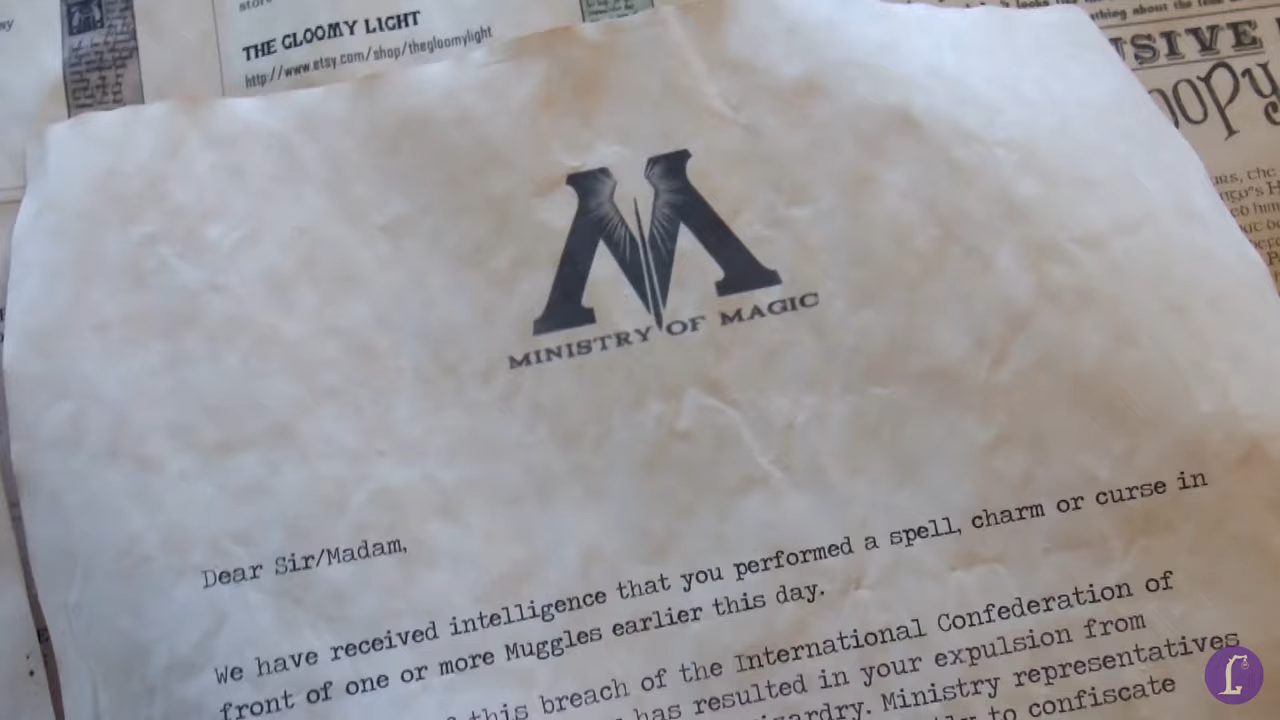 THE GLOOMY LIGHT
http://www.etsy.com/shop/thegloomylight
MINISTRY OF MAGIC
Dear Sir/Madam,
We have received intelligence that you performed a spell, charm or curse in
front of one or more Muggles earlier this day.
this breach of the International Confederation of
has resulted in your expulsion from
Ministry representatives
to confiscate